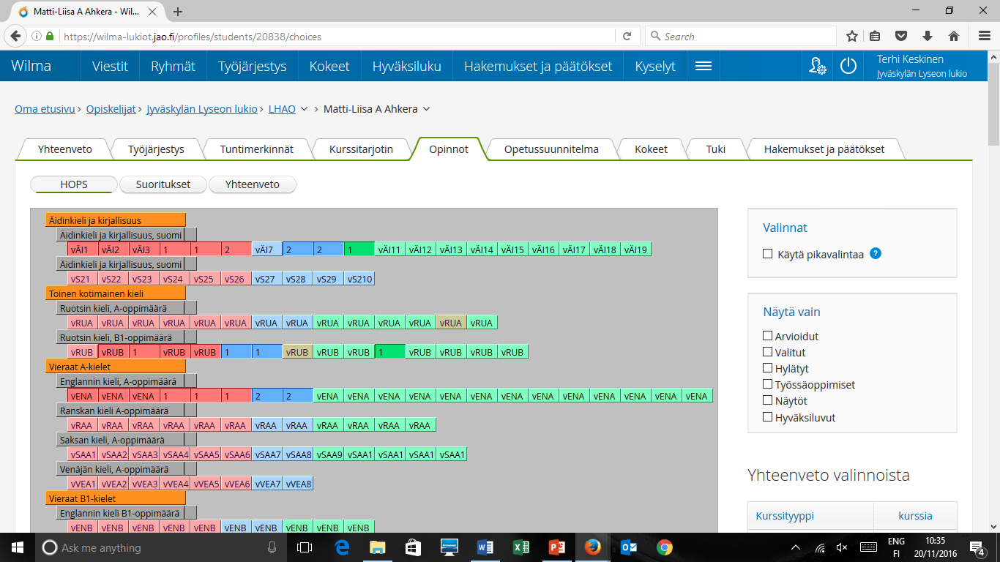 Matti-Liisa A Ahkera - Wil...
https://wilma-lukiot.jao.fi/profiles/students/20838/choices
Search
Wilma Viestit Ryhmät Työjärjestys Kokeet Hyväksiluku Hakemukset ja päätökset Kyselyt
Terhi Keskinen
Jyväskylän Lyseon lukio
Oma etusivu › Opiskelijat › Jyväskylän Lyseon lukio › LHAO › Matti-Liisa A Ahkera
Yhteenveto Työjärjestys Tuntimerkinnät Kurssitarjotin Opinnot Opetussuunnitelma Kokeet Tuki Hakemukset ja päätökset
HOPS Suoritukset Yhteenveto
Äidinkieli ja kirjallisuus
Äidinkieli ja kirjallisuus, suomi
vÄI1 vÄI2 vÄI3 1 1 2 vÄI7 2 2 1 vÄI11 vÄI12 vÄI13 vÄI14 vÄI15 vÄI16 vÄI17 vÄI18 vÄI19
Äidinkieli ja kirjallisuus, suomi
vS21 vS22 vS23 vS24 vS25 vS26 vS27 vS28 vS29 vS210
Toinen kotimainen kieli
Ruotsin kieli, A-oppimäärä
vRUA vRUA vRUA vRUA vRUA vRUA vRUA vRUA vRUA vRUA vRUA vRUA vRUA vRUA
Ruotsin kieli, B1-oppimäärä
vRUB vRUB 1 vRUB vRUB 1 1 vRUB vRUB vRUB 1 vRUB vRUB vRUB vRUB
Vieraat A-kielet
Englannin kieli, A-oppimäärä
vENA vENA vENA 1 1 1 2 2 vENA vENA vENA vENA vENA vENA vENA vENA vENA vENA vENA vENA vENA
Ranskan kieli A-oppimäärä
vRAA vRAA vRAA vRAA vRAA vRAA vRAA vRAA vRAA vRAA vRAA vRAA
Saksan kieli, A-oppimäärä
vSAA1 vSAA2 vSAA3 vSAA4 vSAA5 vSAA6 vSAA7 vSAA8 vSAA9 vSAA1 vSAA1 vSAA1 vSAA1
Venäjän kieli, A-oppimäärä
vVEA1 vVEA2 vVEA3 vVEA4 vVEA5 vVEA6 vVEA7 vVEA8
Vieraat B1-kielet
Englannin kieli B1-oppimäärä
vENB vENB vENB vENB vENB vENB vENB vENB vENB vENB
Valinnat
Käytä pikavalintaa ?
Näytä vain
Arvioidut
Valitut
Hylätyt
Työssäoppimiset
Näytöt
Hyväksiluvut
Yhteenveto valinnoista
Kurssityyppi kurssia
Ask me anything
ENG
FI
10:35
20/11/2016
4